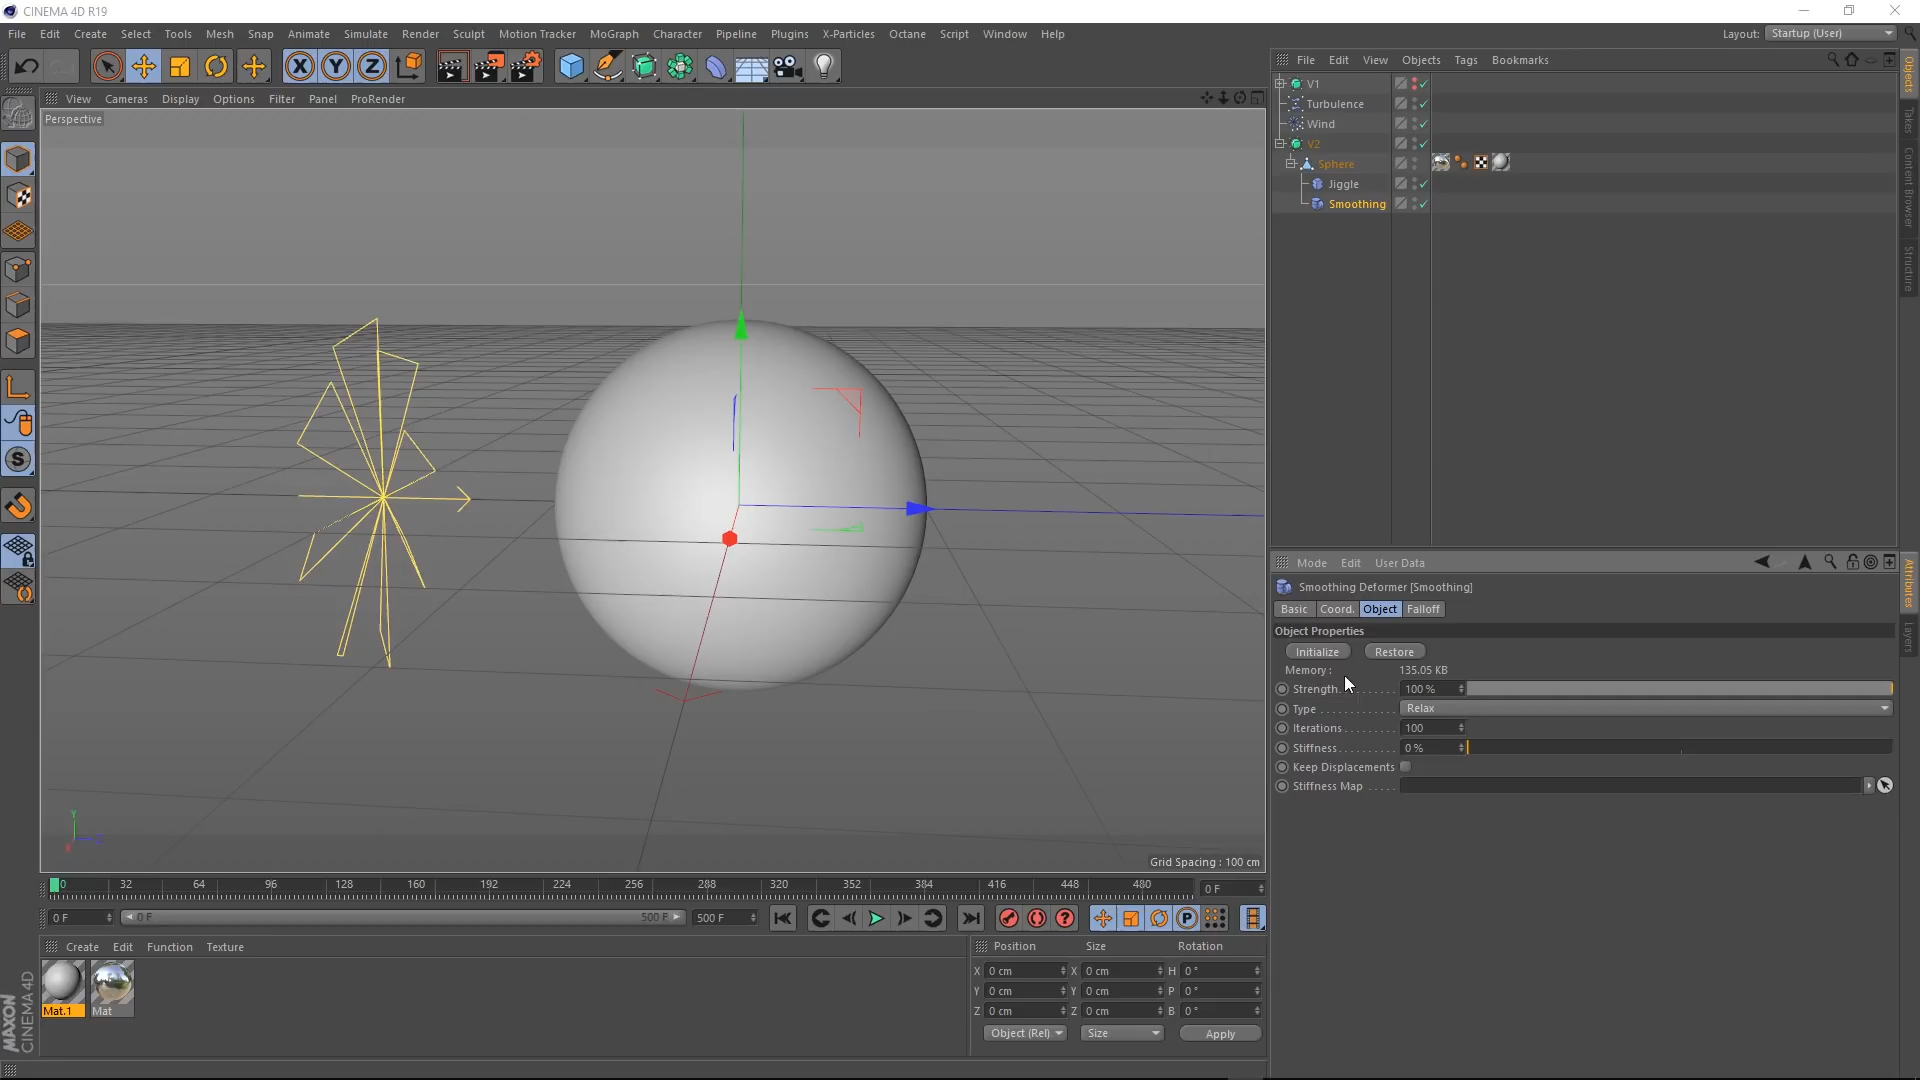 CINEMA 4D R19
File Edit Create Select Tools Mesh Snap Animate Simulate Render Sculpt Motion Tracker MoGraph Character Pipeline Plugins X-Particles Octane Script Window Help
Layout: Startup (User)
X Y Z
File Edit View Objects Tags Bookmarks
View Cameras Display Options Filter Panel ProRender
Perspective
V1
Turbulence
Wind
V2
Sphere
Jiggle
Smoothing
Objects
Takes
Content Browser
Structure
S
Mode Edit User Data
Smoothing Deformer [Smoothing]
Basic Coord. Object Falloff
Object Properties
Initialize Restore
Memory : 135.05 KB
Strength. . . . . . . . 100 %
Type . . . . . . . . . . . Relax
Iterations . . . . . . . . 100
Stiffness. . . . . . . . . 0 %
Keep Displacements
Stiffness Map . . . . .
Attributes
Layers
Y
Grid Spacing : 100 cm
0 32 64 96 128 160 192 224 256 288 320 352 384 416 448 480
0 F
0 F 0 F 500 F 500 F
? P
Create Edit Function Texture
Mat.1 Mat
Position Size Rotation
X 0 cm X 0 cm H 0 °
Y 0 cm Y 0 cm P 0 °
Z 0 cm Z 0 cm B 0 °
Object (Rel) Size Apply
MAXON
CINEMA 4D